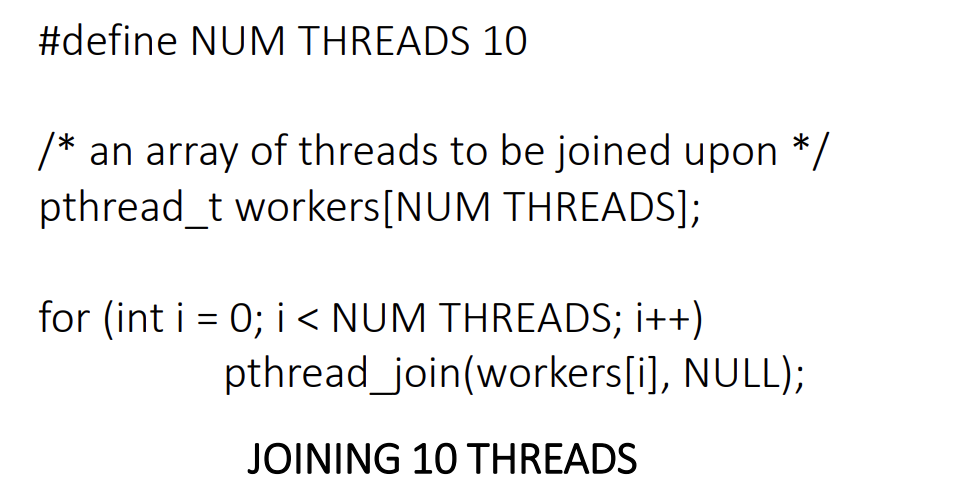 #define NUM THREADS 10
/* an array of threads to be joined upon */
pthread_t workers[NUM THREADS];
for (int i = 0; i < NUM THREADS; i++)
pthread_join(workers[i], NULL);
JOINING 10 THREADS